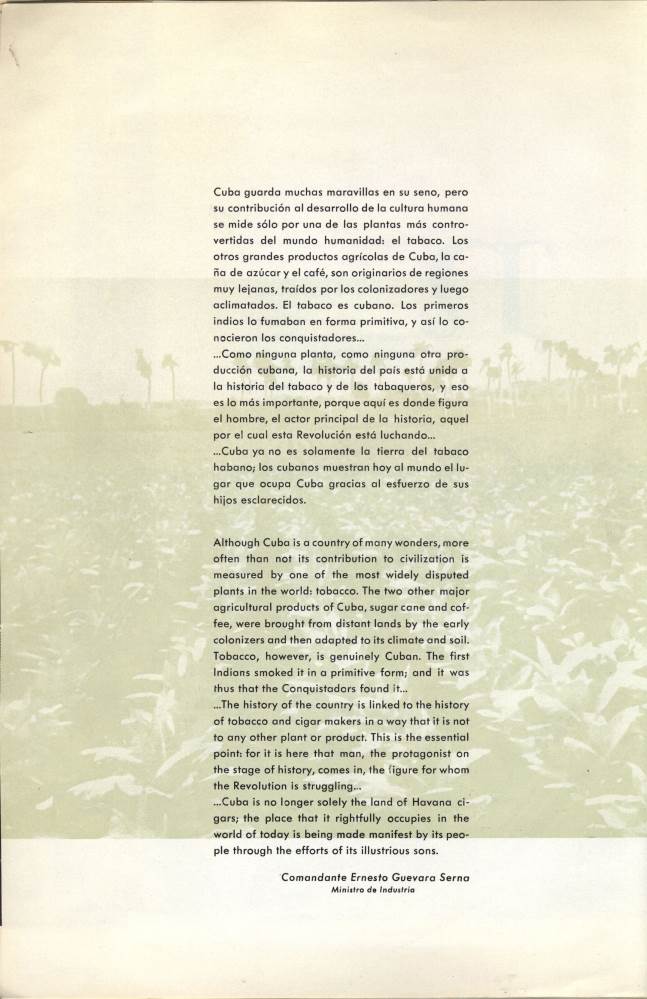 Cuba guarda muchas maravillas en su seno, pero
su contribución al desarrollo de la cultura humana
se mide sólo por una de las plantas más contro-
vertidas del mundo humanidad: el tabaco. Los
otros grandes productos agrícolas de Cuba, la ca-
ña de azúcar y el café, son originarios de regiones
muy lejanas, traídos por los colonizadores y luego
aclimatados. El tabaco es cubano. Los primeros
indios lo fumaban en forma primitiva, y así lo co-
nocieron los conquistadores...
...Como ninguna planta, como ninguna otra pro-
ducción cubana, la historia del país está unida a
la historia del tabaco y de los tabaqueros, y eso
es lo más importante, porque aquí es donde figura
el hombre, el actor principal de la historia, aquel
por el cual esta Revolución está luchando...
...Cuba ya no es solamente la tierra del tabaco
habano; los cubanos muestran hoy al mundo el lu-
gar que ocupa Cuba gracias al esfuerzo de sus
hijos esclarecidos.
Although Cuba is a country of many wonders, more
often than not its contribution to civilization is
measured by one of the most widely disputed
plants in the world: tobacco. The two other major
agricultural products of Cuba, sugar cane and cof-
fee, were brought from distant lands by the early
colonizers and then adapted to its climate and soil.
Tobacco, however, is genuinely Cuban. The first
Indians smoked it in a primitive form; and it was
thus that the Conquistadors found it...
...The history of the country is linked to the history
of tobacco and cigar makers in a way that it is not
to any other plant or product. This is the essential
point: for it is here that man, the protagonist on
the stage of history, comes in, the figure for whom
the Revolution is struggling...
...Cuba is no longer solely the land of Havana ci-
gars; the place that it rightfully occupies in the
world of today is being made manifest by its peo-
ple through the efforts of its illustrious sons.
Comandante Ernesto Guevara Serna
Ministro de Industria